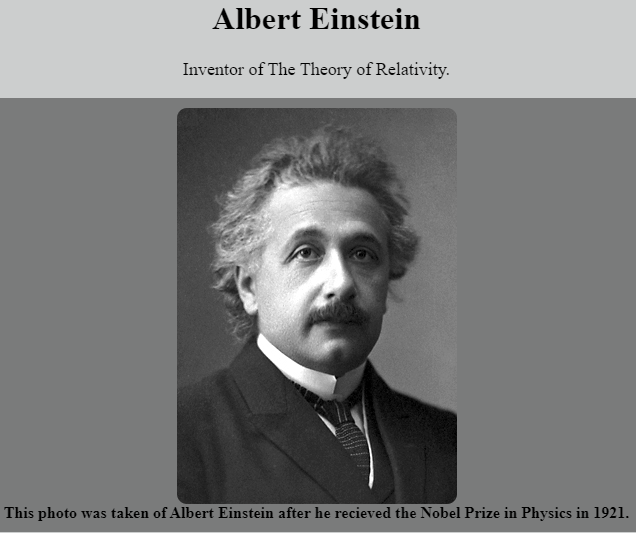 Albert Einstein
Inventor of The Theory of Relativity.
This photo was taken of Albert Einstein after he recieved the Nobel Prize in Physics in 1921.